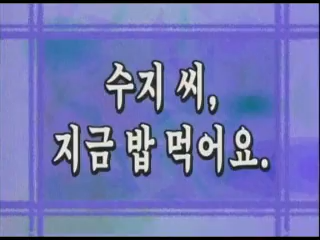 수지 씨,
지금 밥 먹어요.